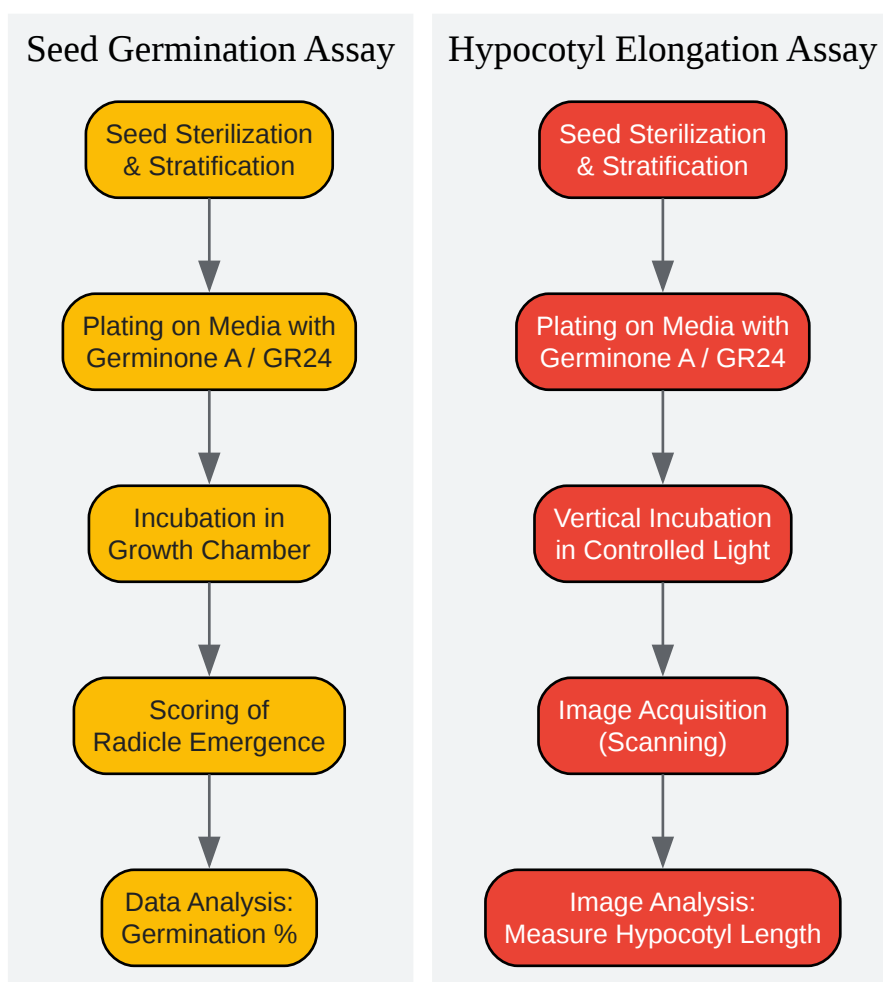 Seed Germination Assay
Seed Sterilization
& Stratification
Plating on Media with
Germinone A / GR24
Incubation in
Growth Chamber
Scoring of
Radicle Emergence
Data Analysis:
Germination %
Hypocotyl Elongation Assay
Seed Sterilization
& Stratification
Plating on Media with
Germinone A / GR24
Vertical Incubation
in Controlled Light
Image Acquisition
(Scanning)
Image Analysis:
Measure Hypocotyl Length